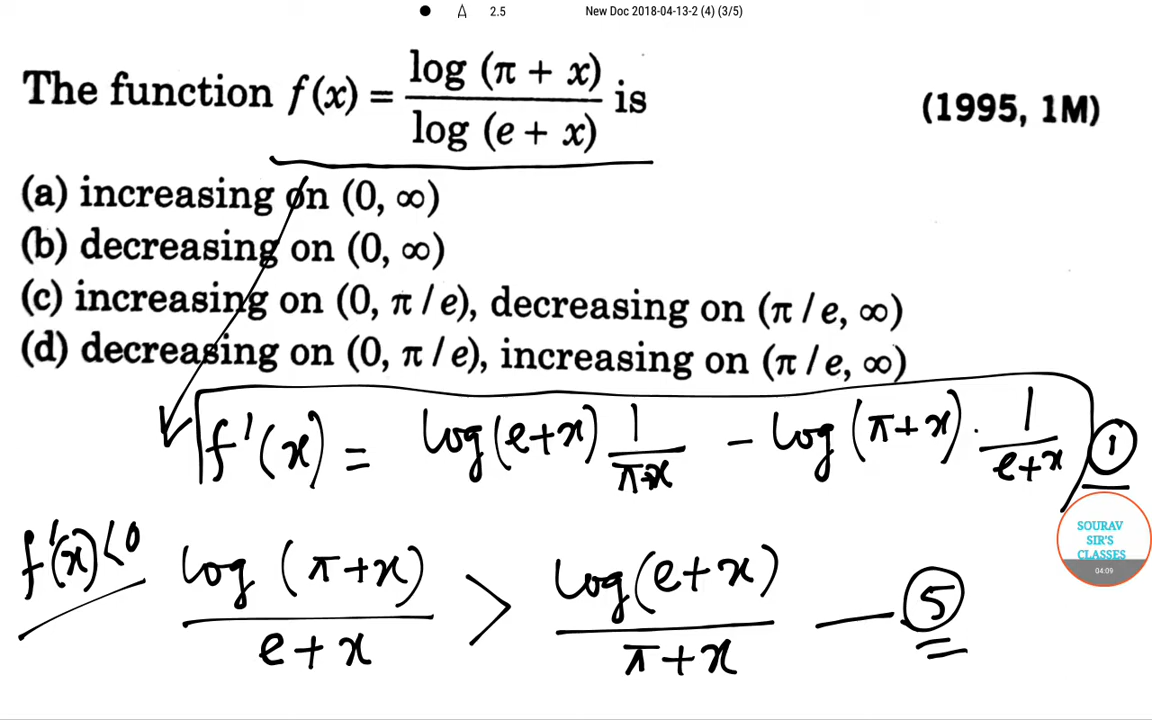 ● A 2.5 New Doc 2018-04-13-2 (4) (3/5)
The function f(x) = log (π + x) / log (e + x) is (1995, 1M)
(a) increasing on (0, ∞)
(b) decreasing on (0, ∞)
(c) increasing on (0, π / e), decreasing on (π / e, ∞)
(d) decreasing on (0, π / e), increasing on (π / e, ∞)
f'(x) = log(e+x) 1/π+x - log(π+x) · 1/e+x ①
f'(x)<0 log(π+x)/e+x > log(e+x)/π+x — ⑤
SOURAV
SIR'S
CLASSES
04:09